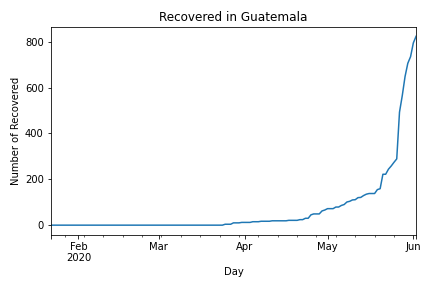 Recovered in Guatemala
Number of Recovered
800
600
400
200
0
Feb
2020
Mar
Apr
May
Jun
Day